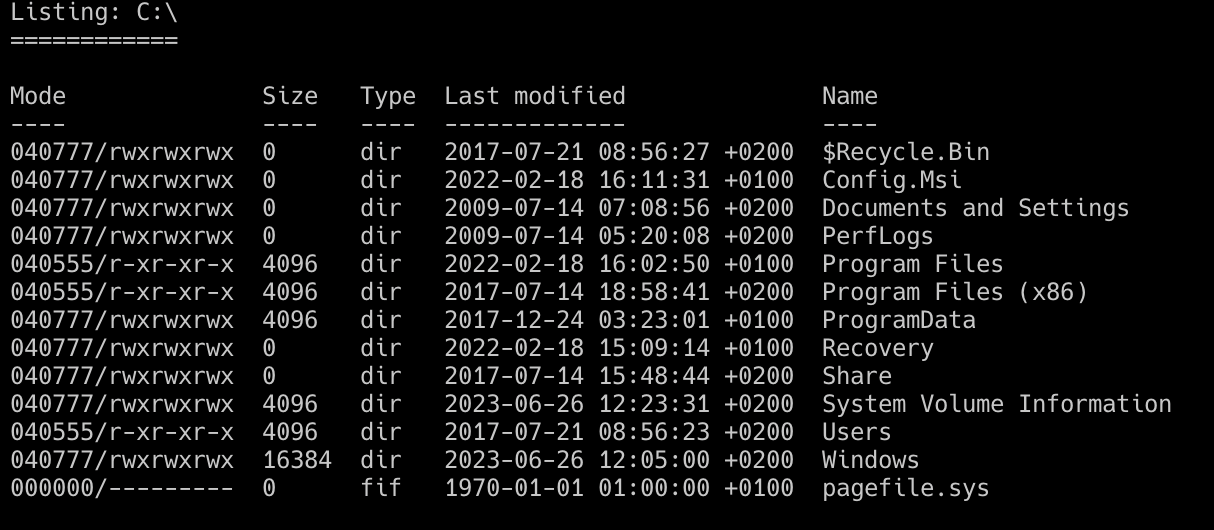 Listing: C:\
============
Mode              Size   Type  Last modified              Name
----              ----   ----  -------------              ----
040777/rwxrwxrwx  0      dir   2017-07-21 08:56:27 +0200  $Recycle.Bin
040777/rwxrwxrwx  0      dir   2022-02-18 16:11:31 +0100  Config.Msi
040777/rwxrwxrwx  0      dir   2009-07-14 07:08:56 +0200  Documents and Settings
040777/rwxrwxrwx  0      dir   2009-07-14 05:20:08 +0200  PerfLogs
040555/r-xr-xr-x  4096   dir   2022-02-18 16:02:50 +0100  Program Files
040555/r-xr-xr-x  4096   dir   2017-07-14 18:58:41 +0200  Program Files (x86)
040777/rwxrwxrwx  4096   dir   2017-12-24 03:23:01 +0100  ProgramData
040777/rwxrwxrwx  0      dir   2022-02-18 15:09:14 +0100  Recovery
040777/rwxrwxrwx  0      dir   2017-07-14 15:48:44 +0200  Share
040777/rwxrwxrwx  4096   dir   2023-06-26 12:23:31 +0200  System Volume Information
040555/r-xr-xr-x  4096   dir   2017-07-21 08:56:23 +0200  Users
040777/rwxrwxrwx  16384  dir   2023-06-26 12:05:00 +0200  Windows
000000/---------  0      fif   1970-01-01 01:00:00 +0100  pagefile.sys